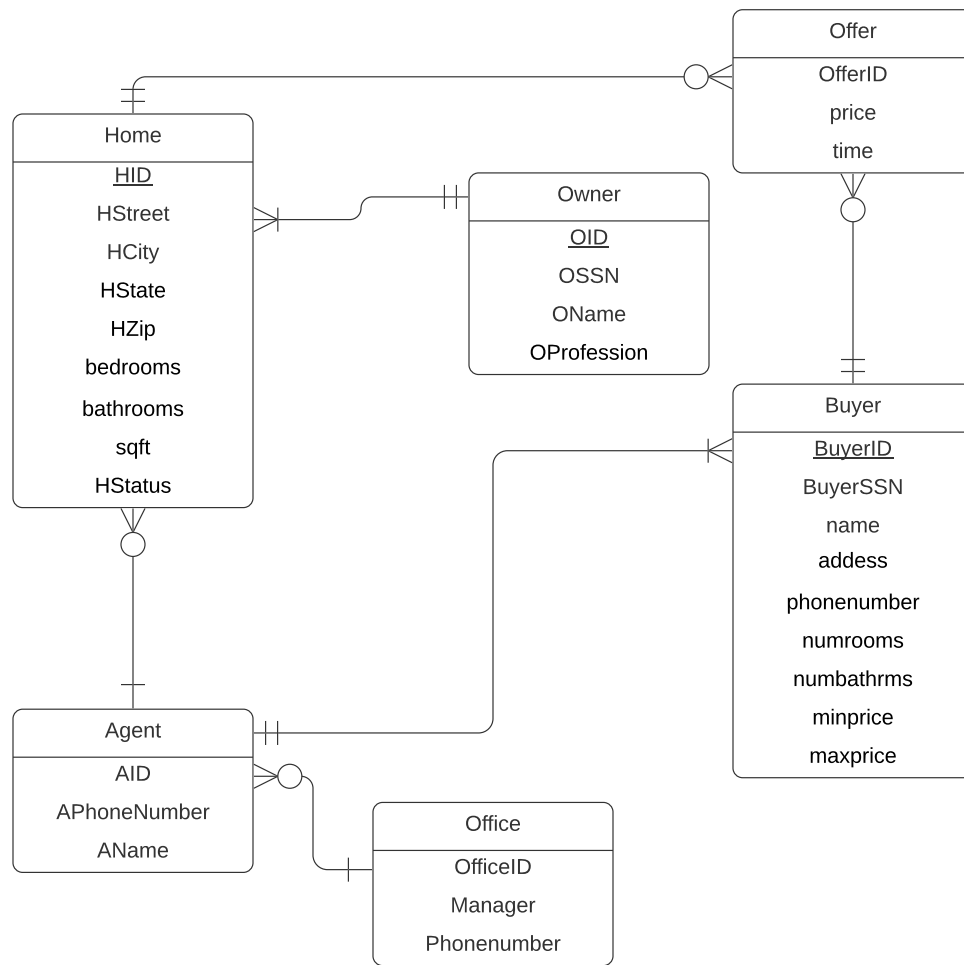 Offer
OfferID
price
time
Home
HID
HStreet
HCity
HState
HZip
bedrooms
bathrooms
sqft
HStatus
Owner
OID
OSSN
OName
OProfession
Buyer
BuyerID
BuyerSSN
name
addess
phonenumber
numrooms
numbathrms
minprice
maxprice
Agent
AID
APhoneNumber
AName
Office
OfficeID
Manager
Phonenumber